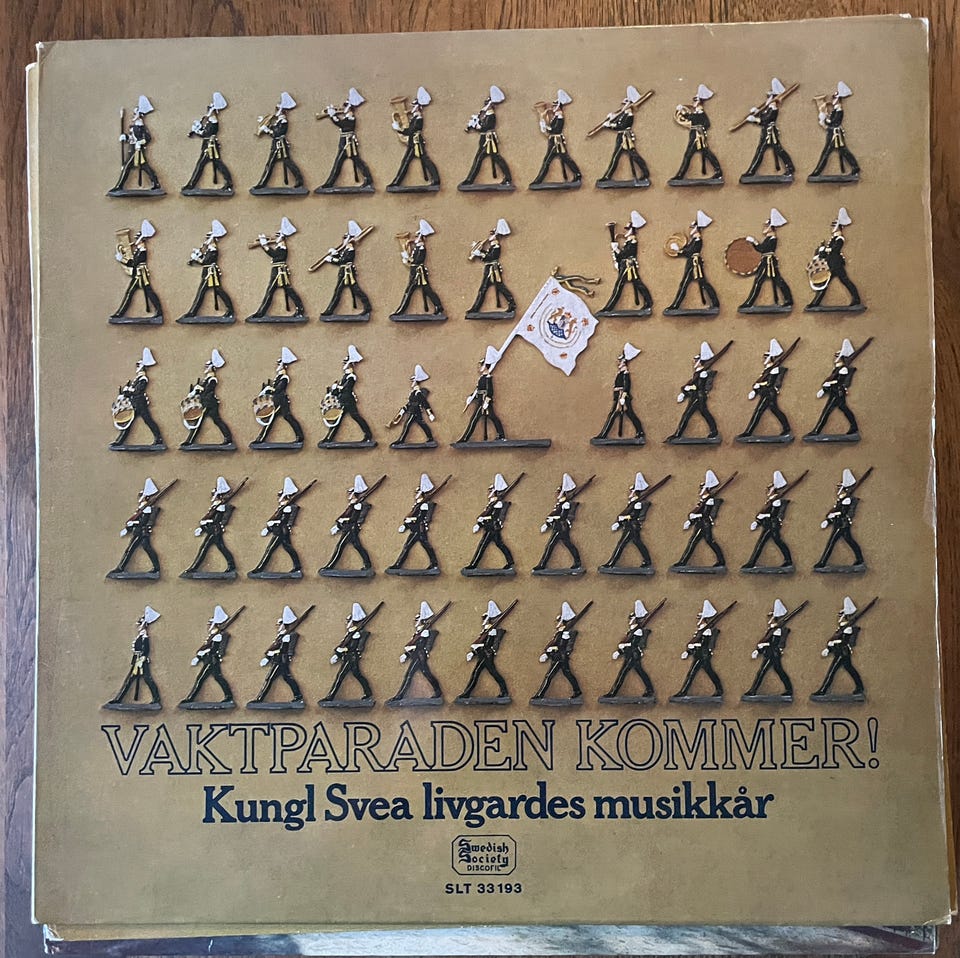 VAKTPARADEN KOMMER!
Kungl Svea livgardes musikkår
Swedish
Society
DISCOFIL
SLT 33193